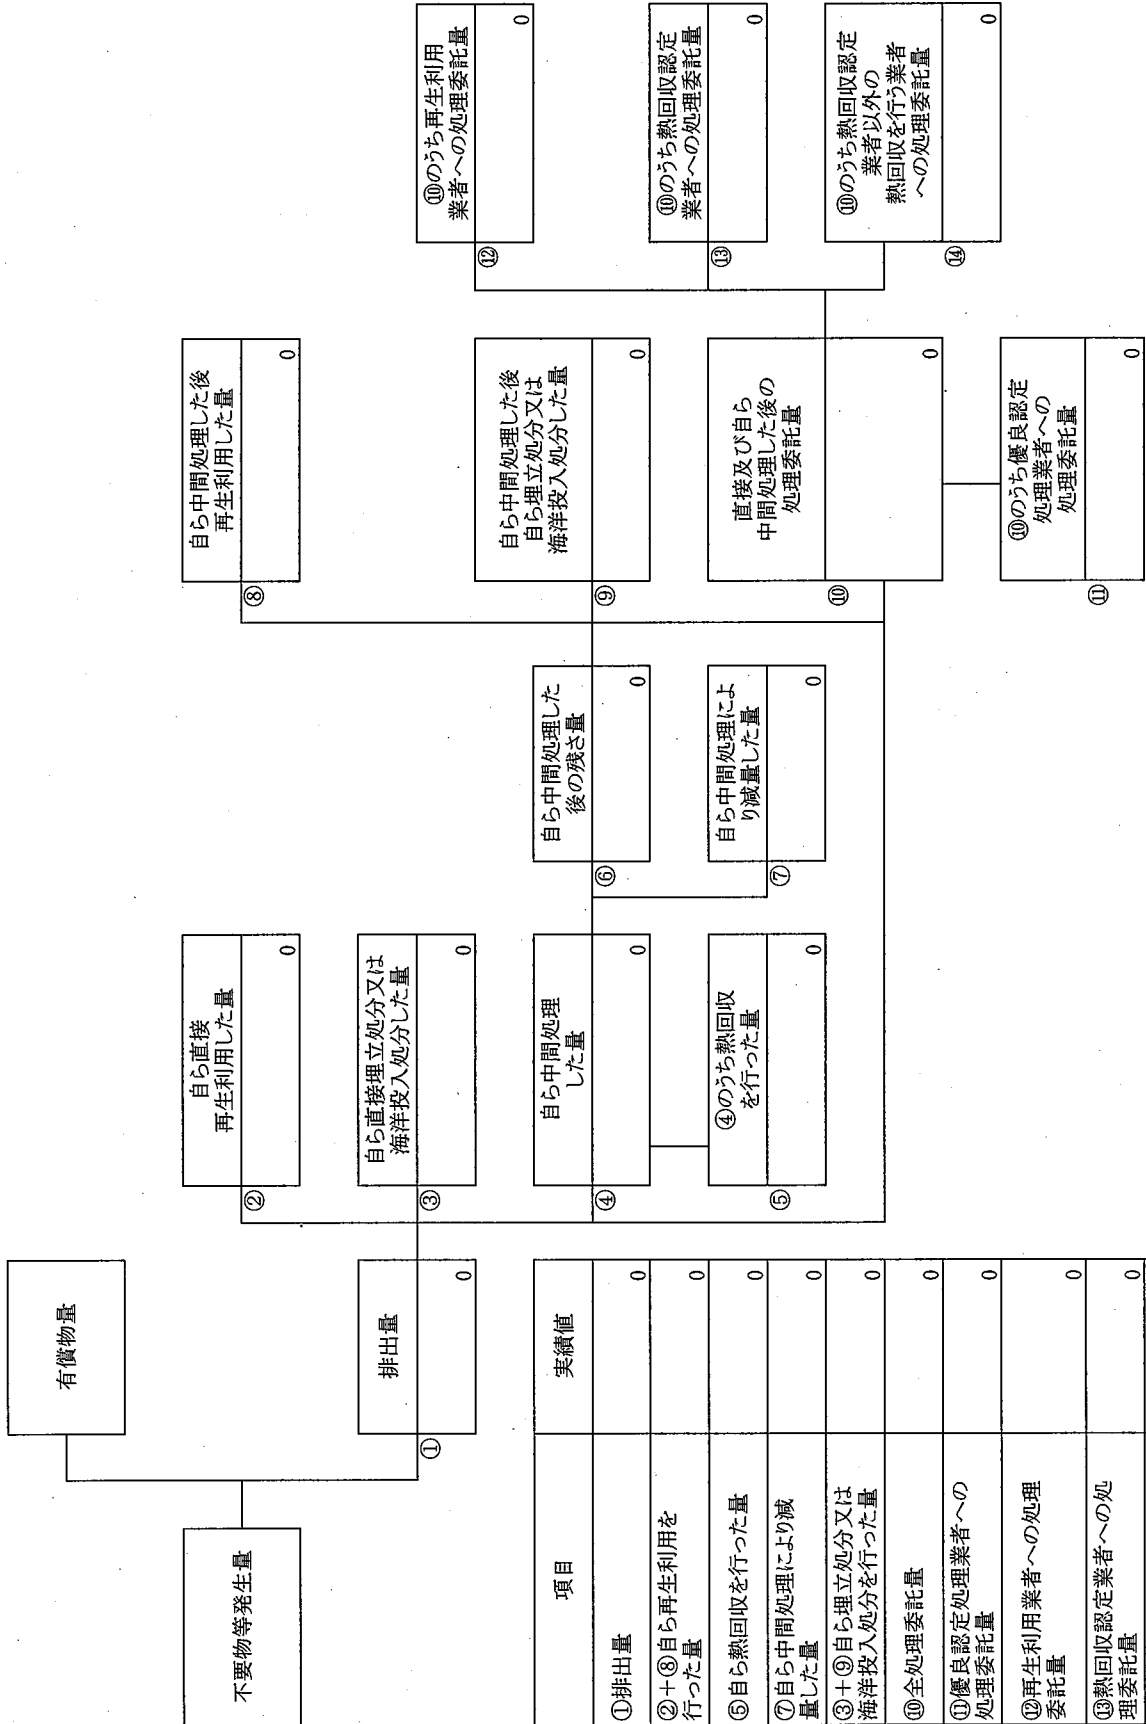 不要物等発生量
有償物量
①
排出量
0
②
自ら直接
再生利用した量
0
③
自ら直接埋立処分又は
海洋投入処分した量
0
④
自ら中間処理
した量
0
⑤
④のうち熱回収
を行った量
0
⑥
自ら中間処理した
後の残さ量
0
⑦
自ら中間処理によ
り減量した量
0
⑧
自ら中間処理した後
再生利用した量
0
⑨
自ら中間処理した後
自ら埋立処分又は
海洋投入処分した量
0
⑩
直接及び自ら
中間処理した後の
処理委託量
0
⑪
⑩のうち優良認定
処理業者への
処理委託量
0
⑫
⑩のうち再生利用
業者への処理委託量
0
⑬
⑩のうち熱回収認定
業者への処理委託量
0
⑭
⑩のうち熱回収認定
業者以外の
熱回収を行う業者
への処理委託量
0
項目 実績値
①排出量 0
②+⑧自ら再生利用を
行った量 0
⑤自ら熱回収を行った量 0
⑦自ら中間処理により減
量した量 0
③+⑨自ら埋立処分又は
海洋投入処分を行った量 0
⑩全処理委託量 0
⑪優良認定処理業者への
処理委託量 0
⑫再生利用業者への処理
委託量 0
⑬熱回収認定業者への処
理委託量 0